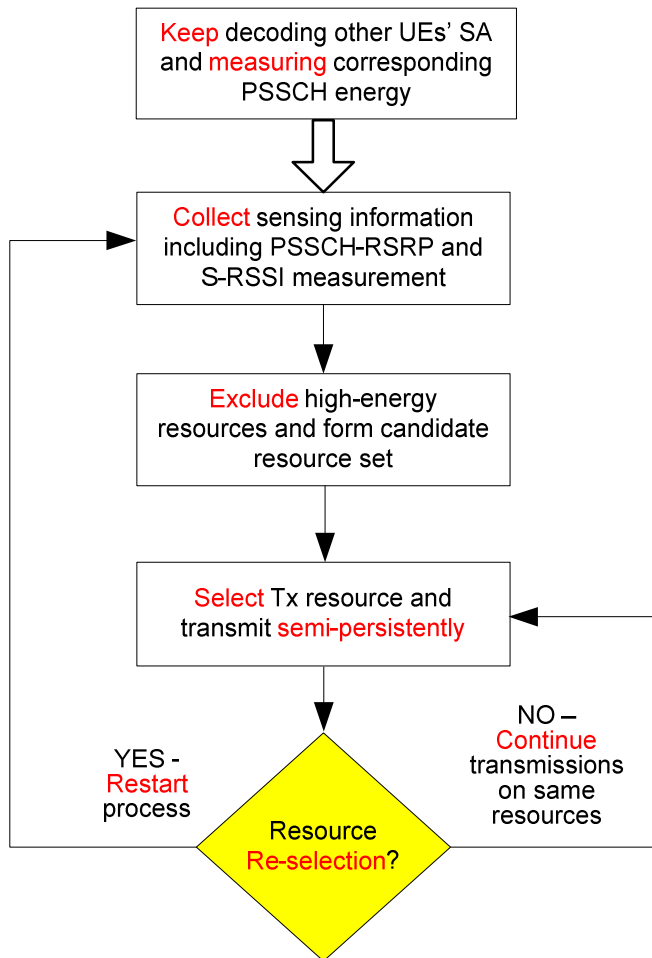 Keep decoding other UEs' SA
and measuring corresponding
PSSCH energy
Collect sensing information
including PSSCH-RSRP and
S-RSSI measurement
Exclude high-energy
resources and form candidate
resource set
Select Tx resource and
transmit semi-persistently
YES -
Restart
process
NO –
Continue
transmissions
on same
resources
Resource
Re-selection?